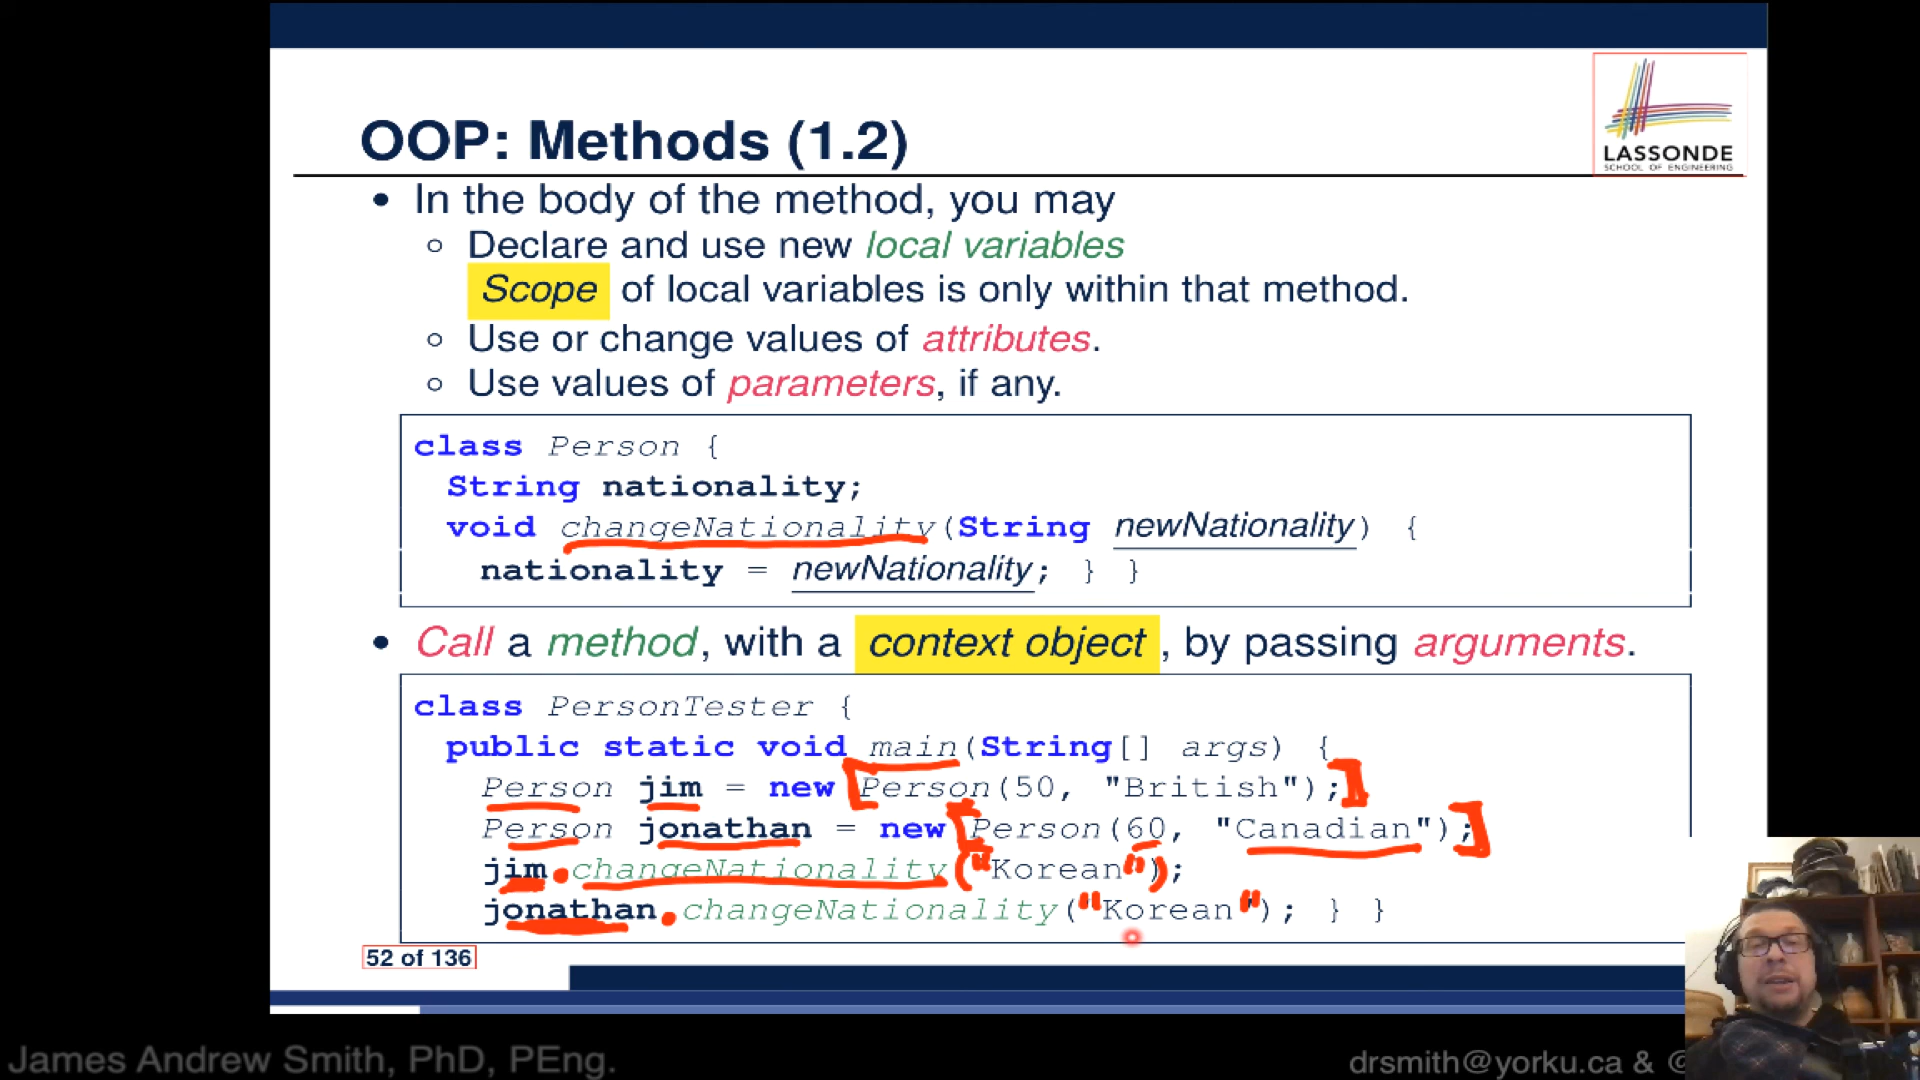 LASSONDE
SCHOOL OF ENGINEERING
OOP: Methods (1.2)
• In the body of the method, you may
◦ Declare and use new local variables
Scope of local variables is only within that method.
◦ Use or change values of attributes.
◦ Use values of parameters, if any.
class Person {
String nationality;
void changeNationality(String newNationality) {
nationality = newNationality; } }
• Call a method, with a context object, by passing arguments.
class PersonTester {
public static void main(String[] args) {
Person jim = new Person(50, "British");
Person jonathan = new Person(60, "Canadian");
jim.changeNationality("Korean");
jonathan.changeNationality("Korean"); } }
52 of 136
James Andrew Smith, PhD, PEng.
drsmith@yorku.ca & @